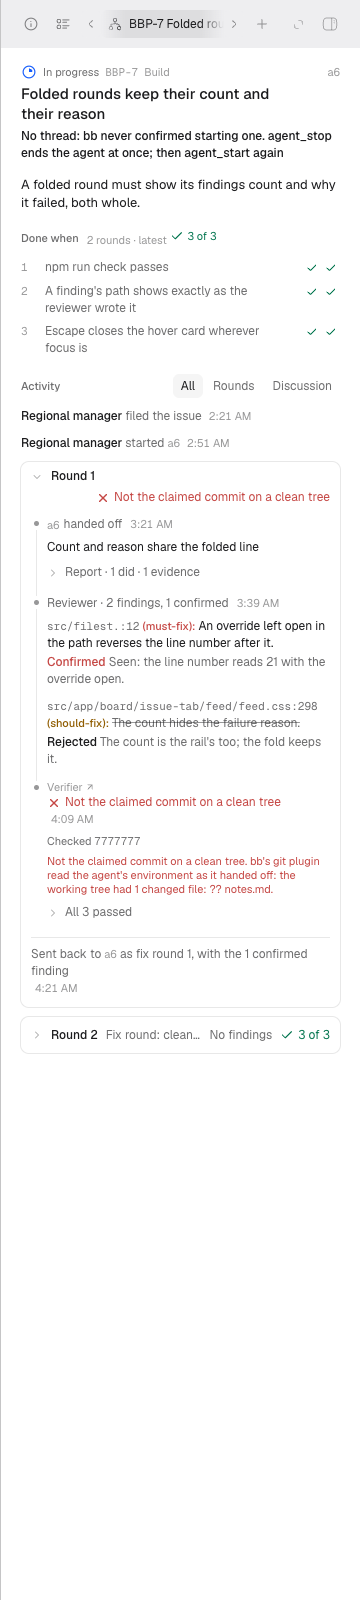 BBP-7 Folded rou
In progress BBP-7 Build a6
Folded rounds keep their count and
their reason
No thread: bb never confirmed starting one. agent_stop
ends the agent at once; then agent_start again
A folded round must show its findings count and why
it failed, both whole.
Done when 2 rounds · latest 3 of 3
1 npm run check passes
2 A finding's path shows exactly as the
reviewer wrote it
3 Escape closes the hover card wherever
focus is
Activity All Rounds Discussion
Regional manager filed the issue 2:21 AM
Regional manager started a6 2:51 AM
Round 1
Not the claimed commit on a clean tree
a6 handed off 3:21 AM
Count and reason share the folded line
Report · 1 did · 1 evidence
Reviewer · 2 findings, 1 confirmed 3:39 AM
src/filest.:12 (must-fix): An override left open in
the path reverses the line number after it.
Confirmed Seen: the line number reads 21 with the
override open.
src/app/board/issue-tab/feed/feed.css:298
(should-fix): The count hides the failure reason.
Rejected The count is the rail's too; the fold keeps
it.
Verifier ↗
Not the claimed commit on a clean tree
4:09 AM
Checked 7777777
Not the claimed commit on a clean tree. bb's git plugin
read the agent's environment as it handed off: the
working tree had 1 changed file: ?? notes.md.
All 3 passed
Sent back to a6 as fix round 1, with the 1 confirmed
finding
4:21 AM
Round 2 Fix round: clean… No findings 3 of 3